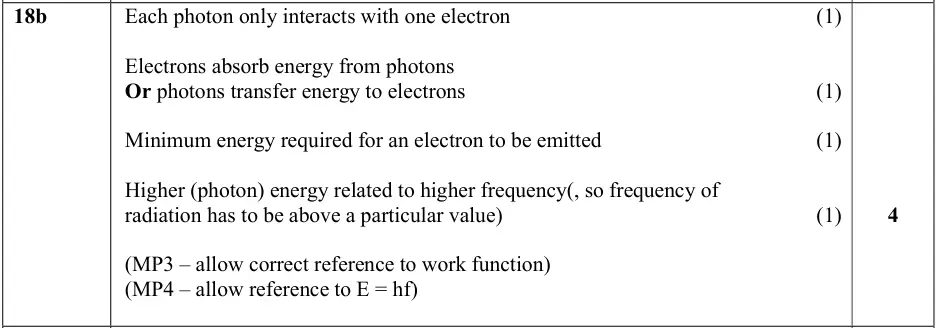 18b Each photon only interacts with one electron (1)
Electrons absorb energy from photons
Or photons transfer energy to electrons (1)
Minimum energy required for an electron to be emitted (1)
Higher (photon) energy related to higher frequency(, so frequency of
radiation has to be above a particular value) (1) 4
(MP3 – allow correct reference to work function)
(MP4 – allow reference to E = hf)